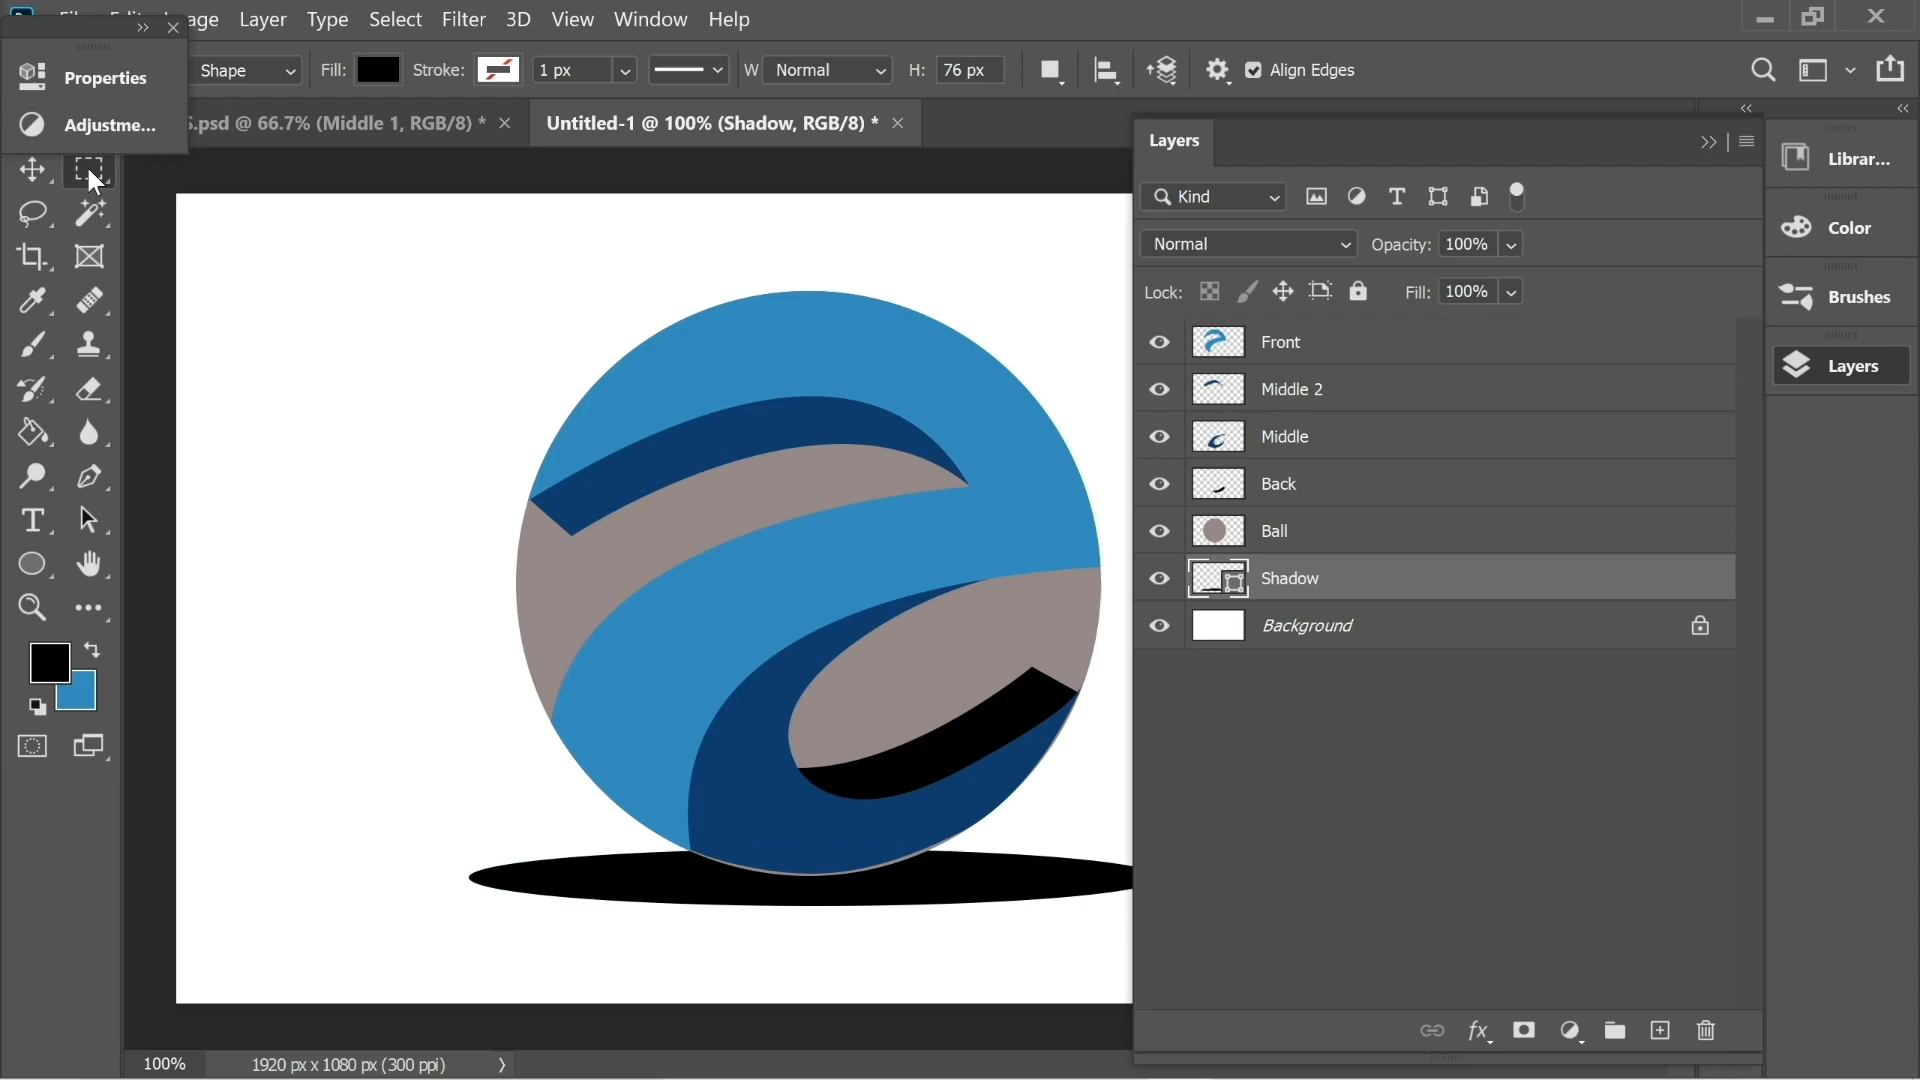 Layer Type Select Filter 3D View Window Help
Properties
Adjustme...
Shape Fill: Stroke: 1 px W Normal H: 76 px Align Edges
.psd @ 66.7% (Middle 1, RGB/8) * Untitled-1 @ 100% (Shadow, RGB/8) *
Layers
Kind
Normal Opacity: 100%
Lock: Fill: 100%
Front
Middle 2
Middle
Back
Ball
Shadow
Background
Librar...
Color
Brushes
Layers
100% 1920 px x 1080 px (300 ppi)